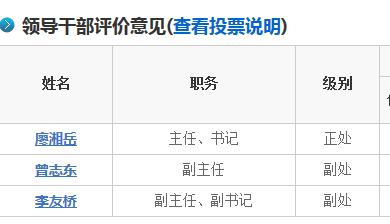 领导干部评价意见(查看投票说明)
姓名 职务 级别
廖湘岳 主任、书记 正处
曾志东 副主任 副处
李友桥 副主任、副书记 副处